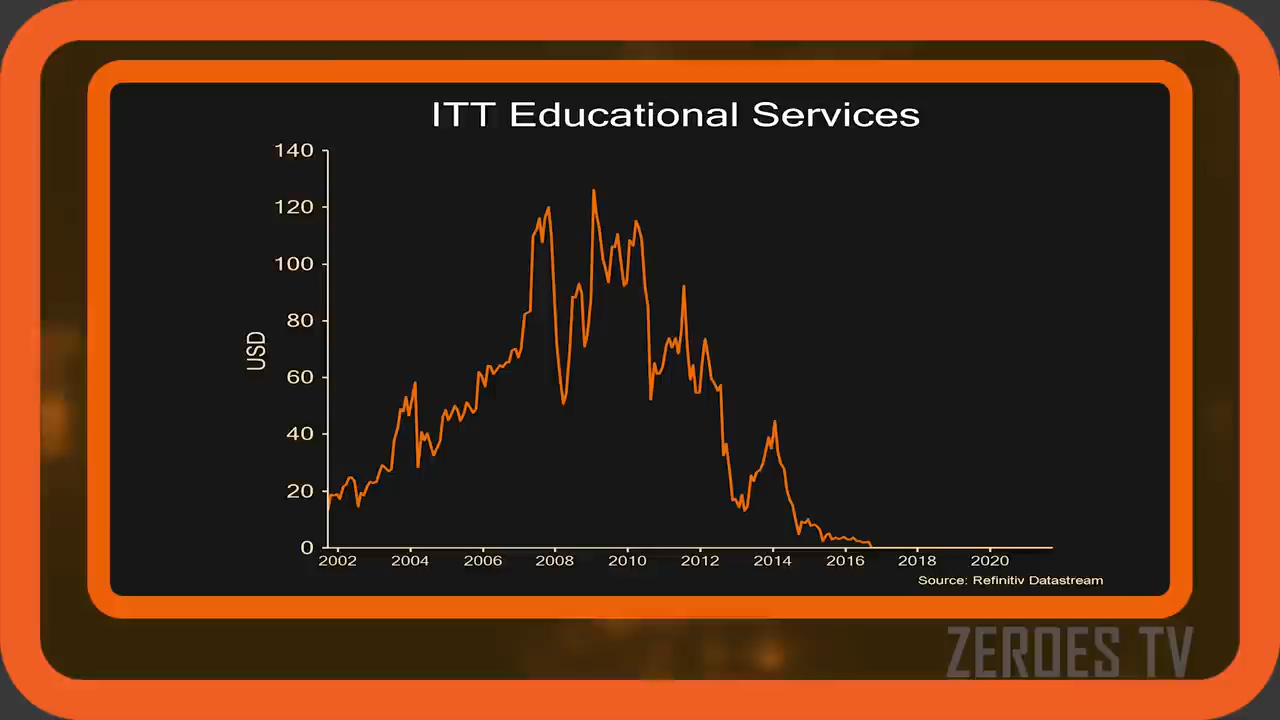 ITT Educational Services
140
120
100
80
60
40
20
0
USD
2002 2004 2006 2008 2010 2012 2014 2016 2018 2020
Source: Refinitiv Datastream
ZEROES TV